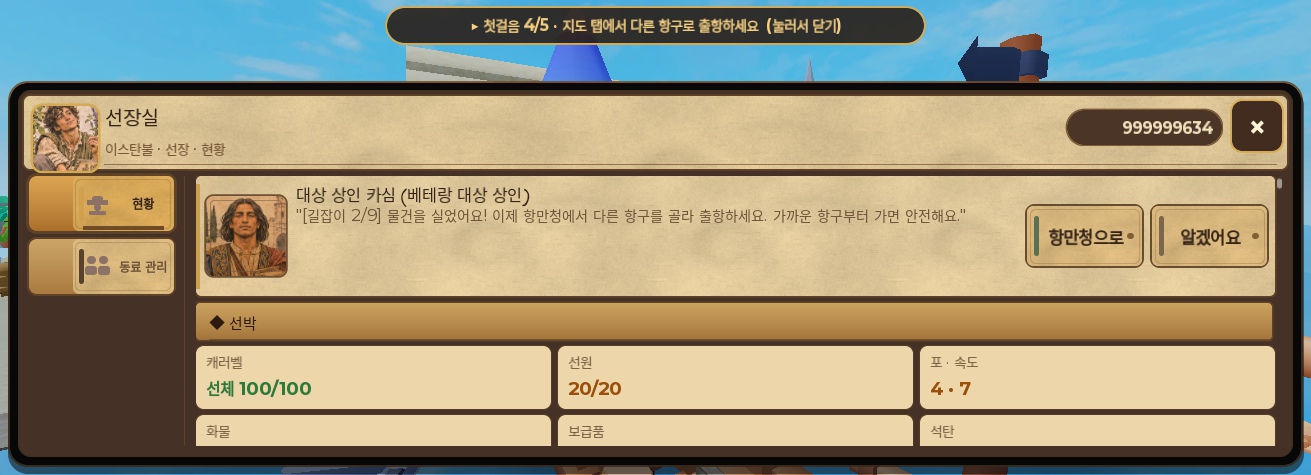 ▸ 첫걸음 4/5 · 지도 탭에서 다른 항구로 출항하세요 (눌러서 닫기)
선장실
이스탄불 · 선장 · 현황
999999634
×
현황
동료 관리
대상 상인 카심 (베테랑 대상 상인)
"[길잡이 2/9] 물건을 실었어요! 이제 항만청에서 다른 항구를 골라 출항하세요. 가까운 항구부터 가면 안전해요."
항만청으로
알겠어요
◆ 선박
캐러벨
선체 100/100
선원
20/20
포 · 속도
4 · 7
화물
보급품
석탄